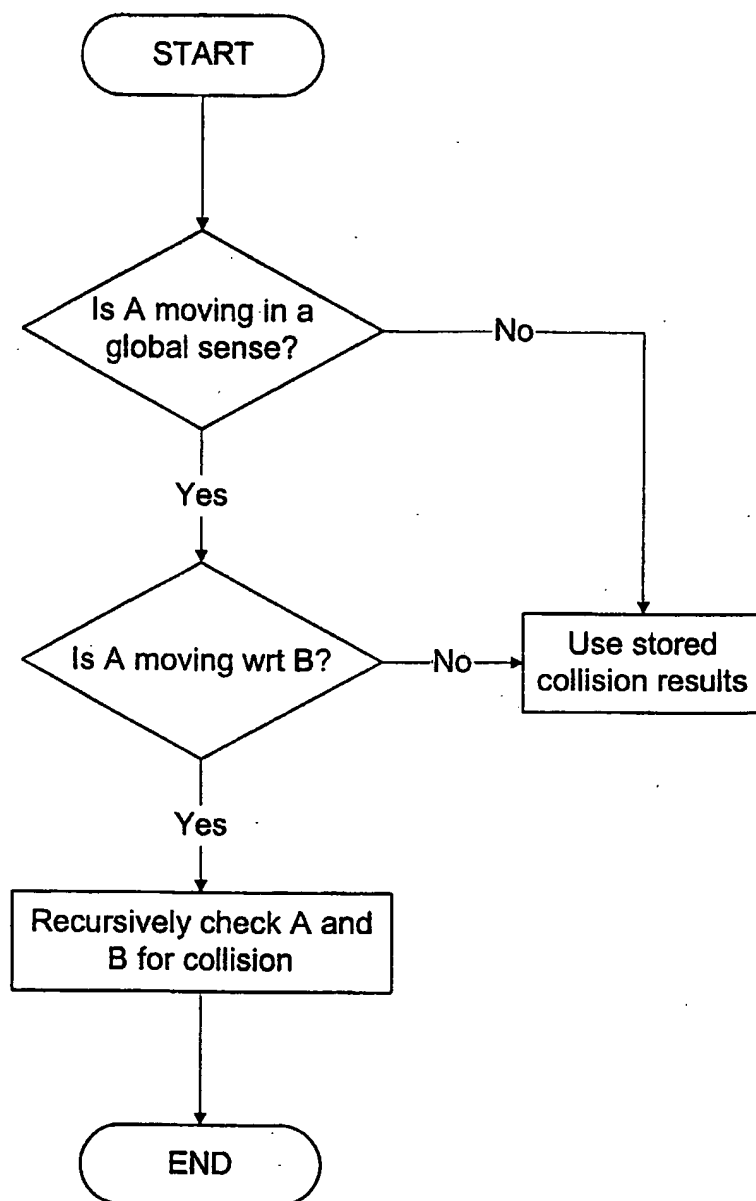 START
Is A moving in a
global sense?
No
Yes
Is A moving wrt B?
No
Use stored
collision results
Yes
Recursively check A and
B for collision
END